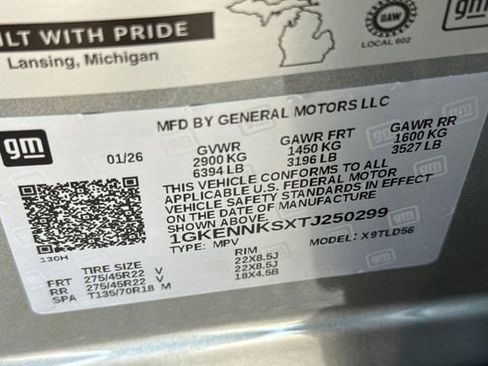 UILT WITH PRIDE
Lansing, Michigan
UAW
LOCAL 602
gm
gm
MFD BY GENERAL MOTORS LLC
01/26
GVWR GAWR FRT GAWR RR
2900 KG 1450 KG 1600 KG
6394 LB 3196 LB 3527 LB
THIS VEHICLE CONFORMS TO ALL
APPLICABLE U.S. FEDERAL MOTOR
VEHICLE SAFETY STANDARDS IN EFFECT
ON THE DATE OF MANUFACTURE
1GKENNKSXTJ250299
TYPE: MPV MODEL: X9TLD56
130H
TIRE SIZE RIM
FRT 275/45R22 V 22X8.5J
RR 275/45R22 V 22X8.5J
SPA T135/70R18 M 18X4.5B